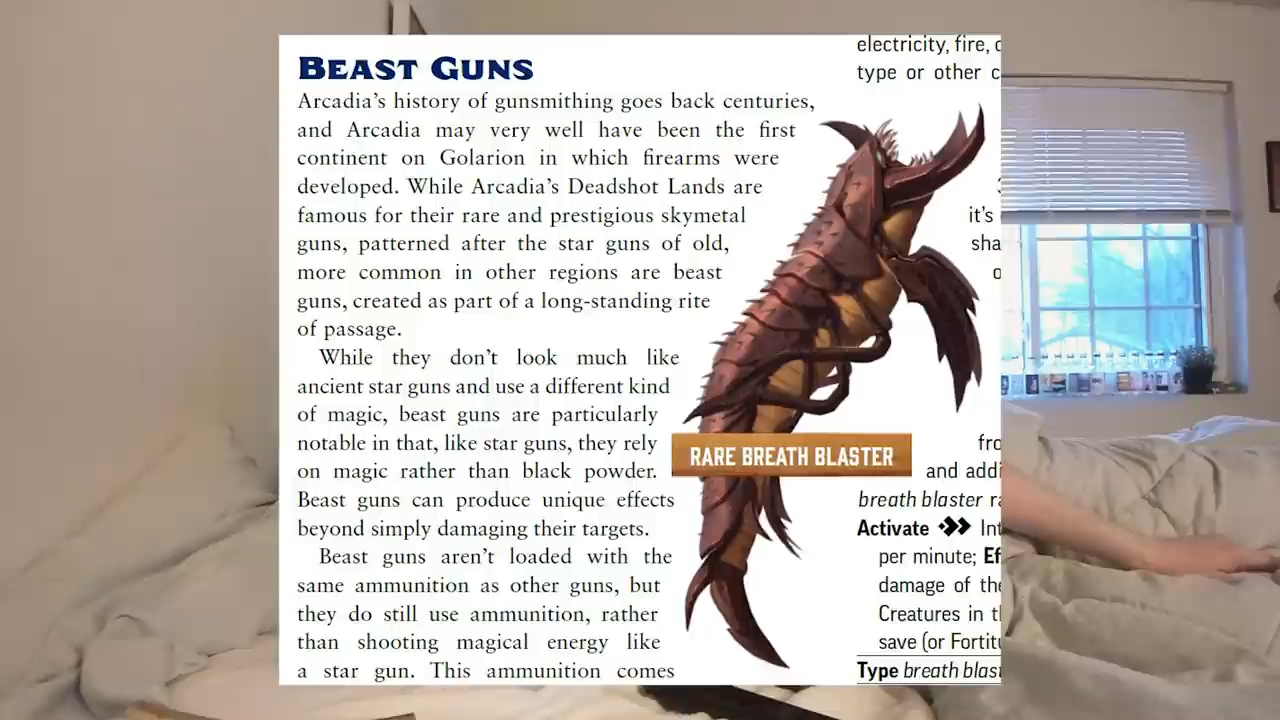 BEAST GUNS
Arcadia's history of gunsmithing goes back centuries,
and Arcadia may very well have been the first
continent on Golarion in which firearms were
developed. While Arcadia's Deadshot Lands are
famous for their rare and prestigious skymetal
guns, patterned after the star guns of old,
more common in other regions are beast
guns, created as part of a long-standing rite
of passage.
While they don't look much like
ancient star guns and use a different kind
of magic, beast guns are particularly
notable in that, like star guns, they rely
on magic rather than black powder.
Beast guns can produce unique effects
beyond simply damaging their targets.
Beast guns aren't loaded with the
same ammunition as other guns, but
they do still use ammunition, rather
than shooting magical energy like
a star gun. This ammunition comes
RARE BREATH BLASTER
electricity, fire,
type or other
it's
and
breath blaster
Activate
per minute;
damage of
Creatures in
save (or
Type breath